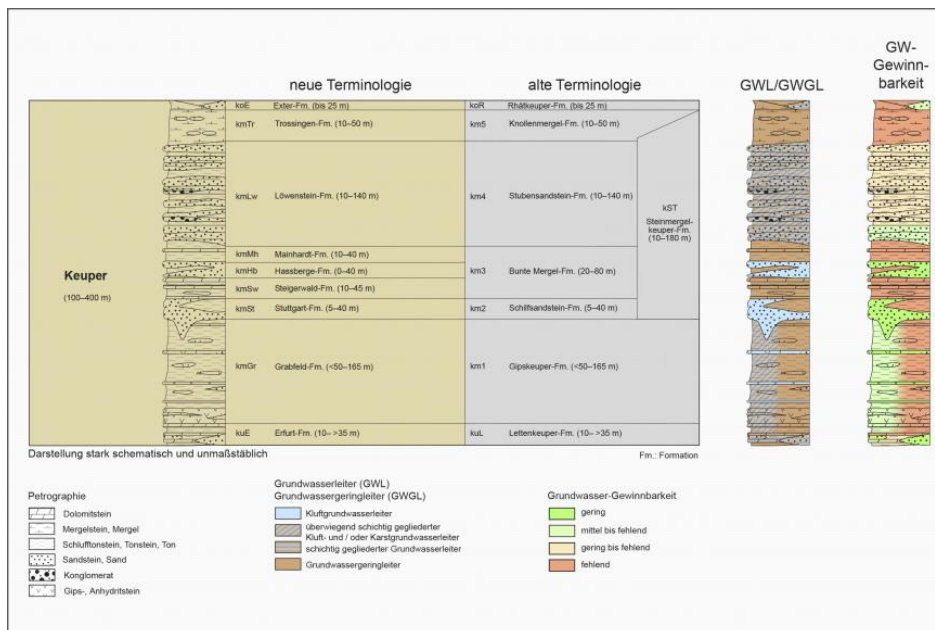 neue Terminologie
alte Terminologie
GWL/GWGL
GW-
Gewinn-
barkeit
Keuper
(100–400 m)
koE Exter-Fm. (bis 25 m)
koR Rhätkeuper-Fm. (bis 25 m)
kmTr Trossingen-Fm. (10–50 m)
km5 Knollenmergel-Fm. (10–50 m)
kmLw Löwenstein-Fm. (10–140 m)
km4 Stubensandstein-Fm. (10–140 m)
kST
Steinmergel-
keuper-Fm.
(10–180 m)
kmMh Mainhardt-Fm. (10–40 m)
kmHb Hassberge-Fm. (0–40 m)
km3 Bunte Mergel-Fm. (20–80 m)
kmSw Steigerwald-Fm. (10–45 m)
kmSt Stuttgart-Fm. (5–40 m)
km2 Schilfsandstein-Fm. (5–40 m)
kmGr Grabfeld-Fm. (<50–165 m)
km1 Gipskeuper-Fm. (<50–165 m)
kuE Erfurt-Fm. (10– >35 m)
kuL Lettenkeuper-Fm. (10– >35 m)
Darstellung stark schematisch und unmaßstäblich
Fm.: Formation
Petrographie
Dolomitstein
Mergelstein, Mergel
Schlufftonstein, Tonstein, Ton
Sandstein, Sand
Konglomerat
Gips-, Anhydritstein
Grundwasserleiter (GWL)
Grundwassergeringleiter (GWGL)
Kluftgrundwasserleiter
überwiegend schichtig gegliederter
Kluft- und / oder Karstgrundwasserleiter
schichtig gegliederter Grundwasserleiter
Grundwassergeringleiter
Grundwasser-Gewinnbarkeit
gering
mittel bis fehlend
gering bis fehlend
fehlend